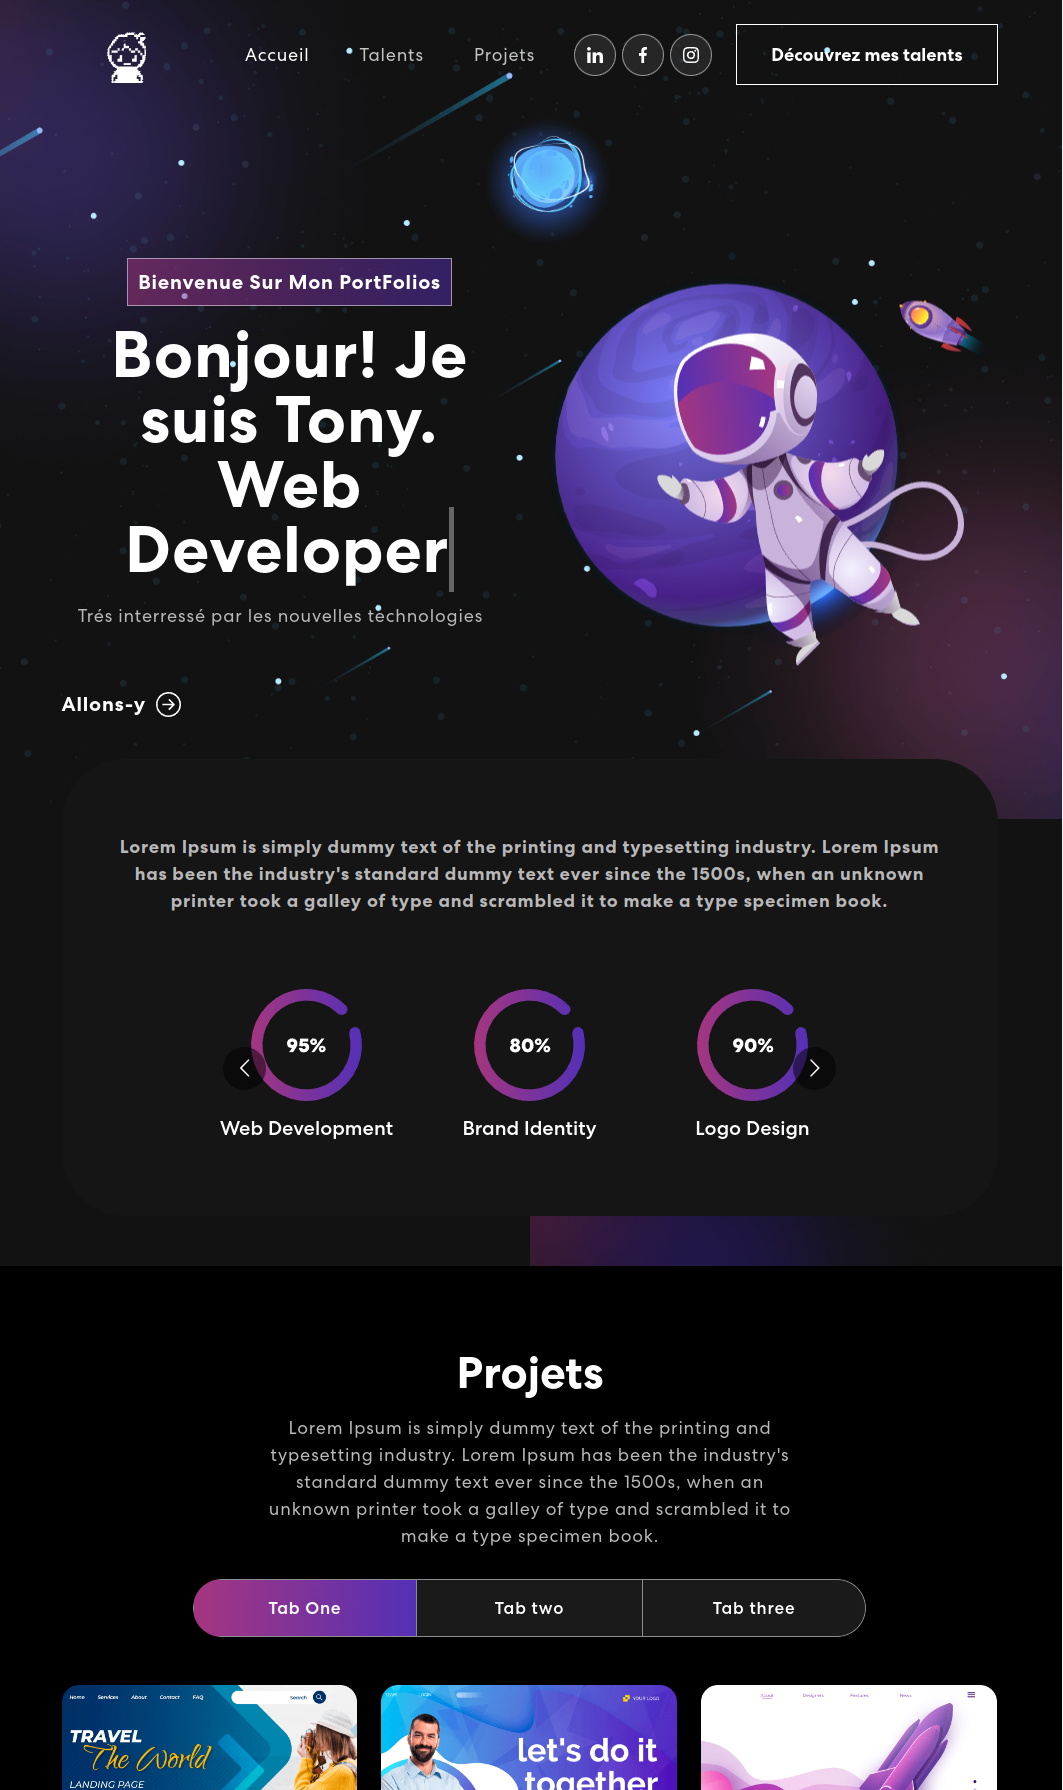 Accueil
Talents
Projets
Découvrez mes talents
Bienvenue Sur Mon PortFolios
Bonjour! Je
suis Tony.
Web
Developer
Trés interressé par les nouvelles technologies
Allons-y
Lorem Ipsum is simply dummy text of the printing and typesetting industry. Lorem Ipsum
has been the industry's standard dummy text ever since the 1500s, when an unknown
printer took a galley of type and scrambled it to make a type specimen book.
95%
80%
90%
Web Development
Brand Identity
Logo Design
Projets
Lorem Ipsum is simply dummy text of the printing and
typesetting industry. Lorem Ipsum has been the industry's
standard dummy text ever since the 1500s, when an
unknown printer took a galley of type and scrambled it to
make a type specimen book.
Tab One
Tab two
Tab three
Home Services About Contact FAQ
Search
TRAVEL
The World
LANDING PAGE
YOUR LOGO
let's do it
together
About Designers Features News